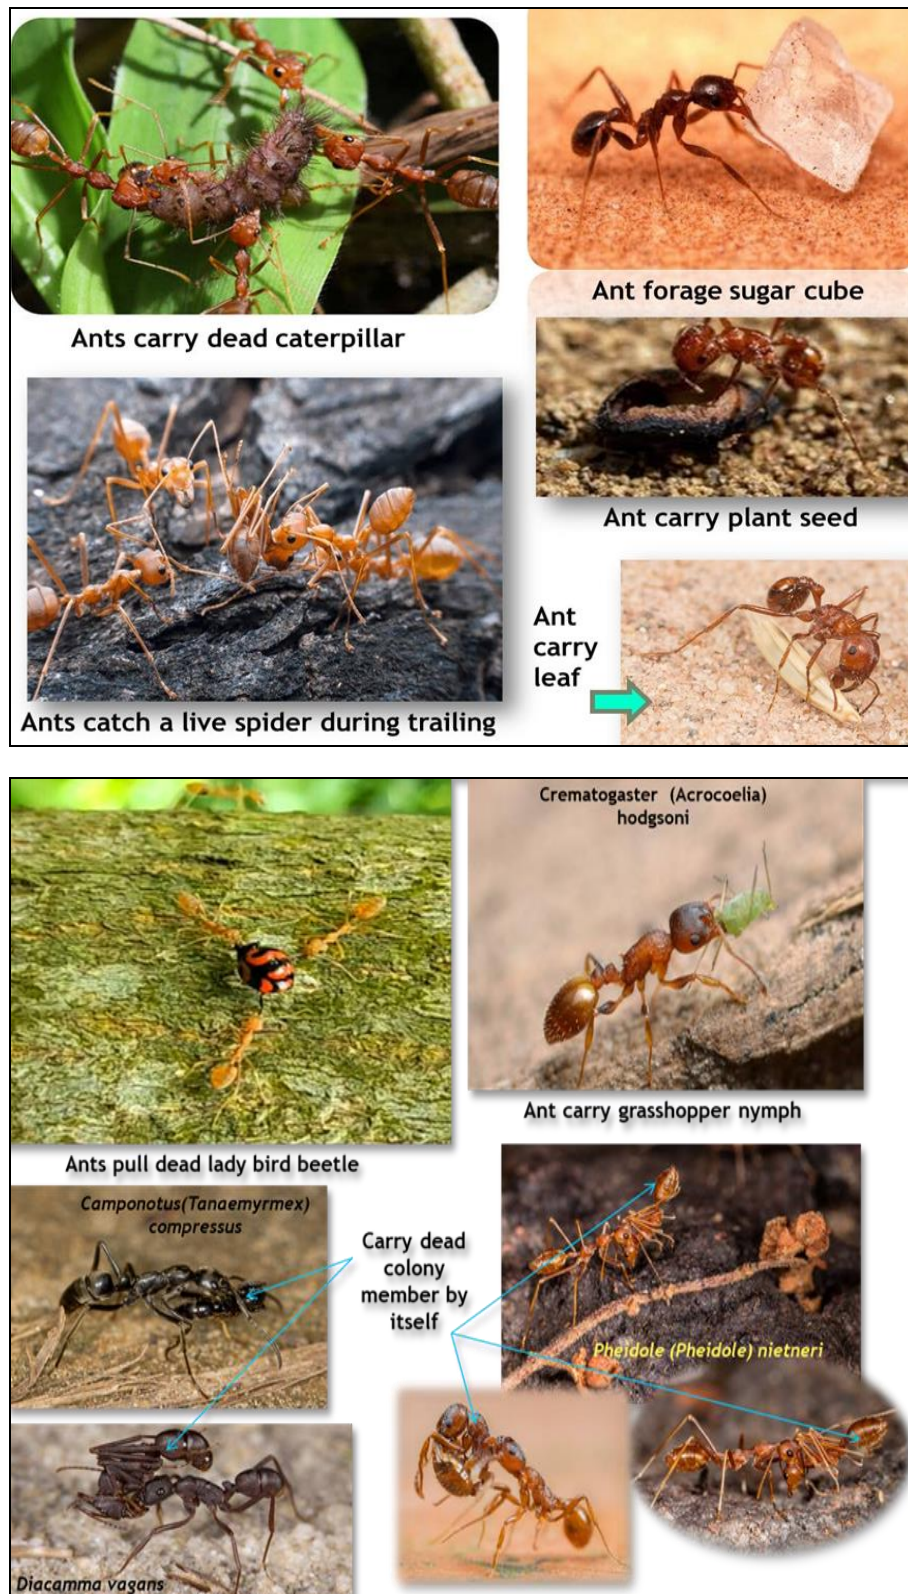 Ants carry dead caterpillar
Ant forage sugar cube
Ant carry plant seed
Ants catch a live spider during trailing
Ant
carry
leaf
Crematogaster (Acrocoelia)
hodgsoni
Ants pull dead lady bird beetle
Ant carry grasshopper nymph
Camponotus(Tanaemyrmex)
compressus
Carry dead
colony
member by
itself
Pheidole (Pheidole) nietneri
Diacamma vagans